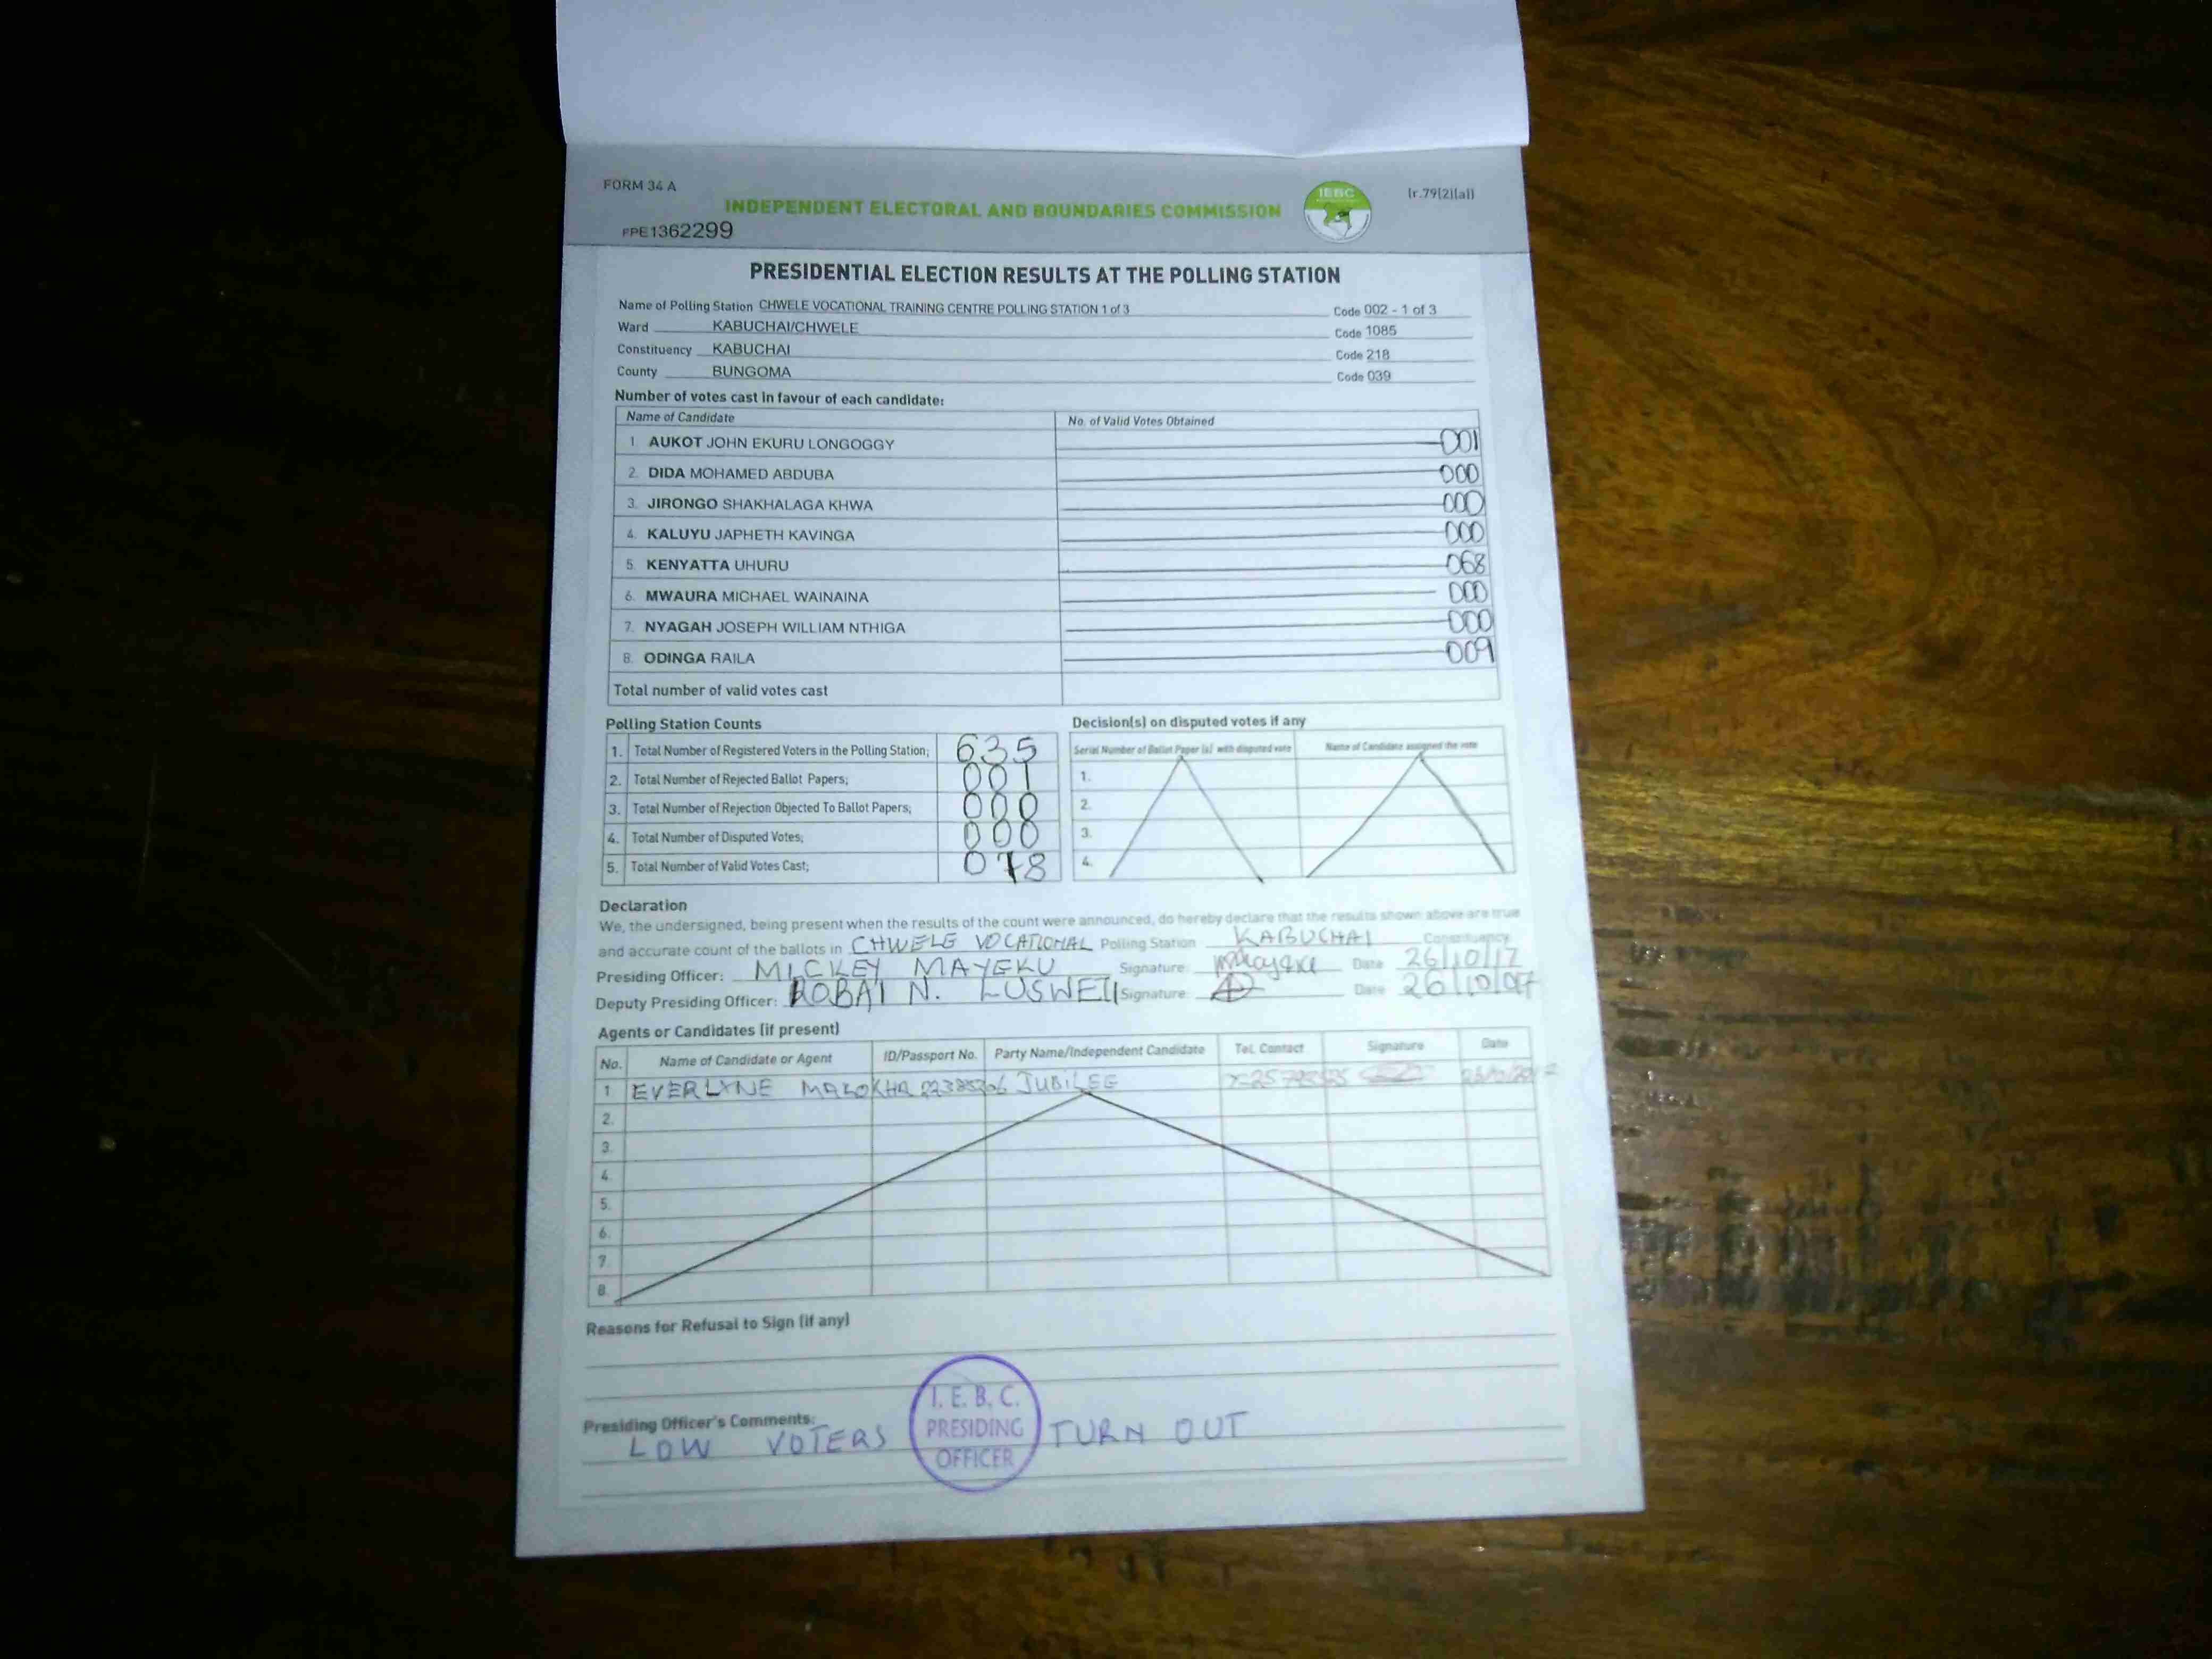 FORM 34 A
INDEPENDENT ELECTORAL AND BOUNDARIES COMMISSION
IEBC
(r.79(2)(a))
PPE1362299
PRESIDENTIAL ELECTION RESULTS AT THE POLLING STATION
Name of Polling Station CHWELE VOCATIONAL TRAINING CENTRE POLLING STATION 1 of 3 Code 002 - 1 of 3
Ward KABUCHAI/CHWELE Code 1085
Constituency KABUCHAI Code 218
County BUNGOMA Code 039
Number of votes cast in favour of each candidate:
Name of Candidate No. of Valid Votes Obtained
1 AUKOT JOHN EKURU LONGOGGY 001
2. DIDA MOHAMED ABDUBA 000
3. JIRONGO SHAKHALAGA KHWA 000
4. KALUYU JAPHETH KAVINGA 000
5. KENYATTA UHURU 068
6. MWAURA MICHAEL WAINAINA 000
7. NYAGAH JOSEPH WILLIAM NTHIGA 000
8. ODINGA RAILA 009
Total number of valid votes cast
Polling Station Counts
1. Total Number of Registered Voters in the Polling Station; 635
2. Total Number of Rejected Ballot Papers; 001
3. Total Number of Rejection Objected To Ballot Papers; 000
4. Total Number of Disputed Votes; 000
5. Total Number of Valid Votes Cast; 078
Decision(s) on disputed votes if any
Serial Number of Ballot Paper (s) with disputed vote Name of Candidate assigned the vote
1.
2.
3.
4.
Declaration
We, the undersigned, being present when the results of the count were announced, do hereby declare that the results shown above are true
and accurate count of the ballots in CHWELE VOCATIONAL Polling Station KABUCHAI Constituency
Presiding Officer: MICKEY MAYEKU Signature Date 26/10/17
Deputy Presiding Officer: ROBAI N. LUSWETI Signature Date 26/10/07
Agents or Candidates (if present)
No. Name of Candidate or Agent ID/Passport No. Party Name/Independent Candidate Tel. Contact Signature Date
1 EVERLYNE MAKOKHA JUBILEE
2.
3.
4.
5.
6.
7.
8.
Reasons for Refusal to Sign (if any)
Presiding Officer's Comments:
LOW VOTERS TURN OUT
I. E. B. C.
PRESIDING
OFFICER